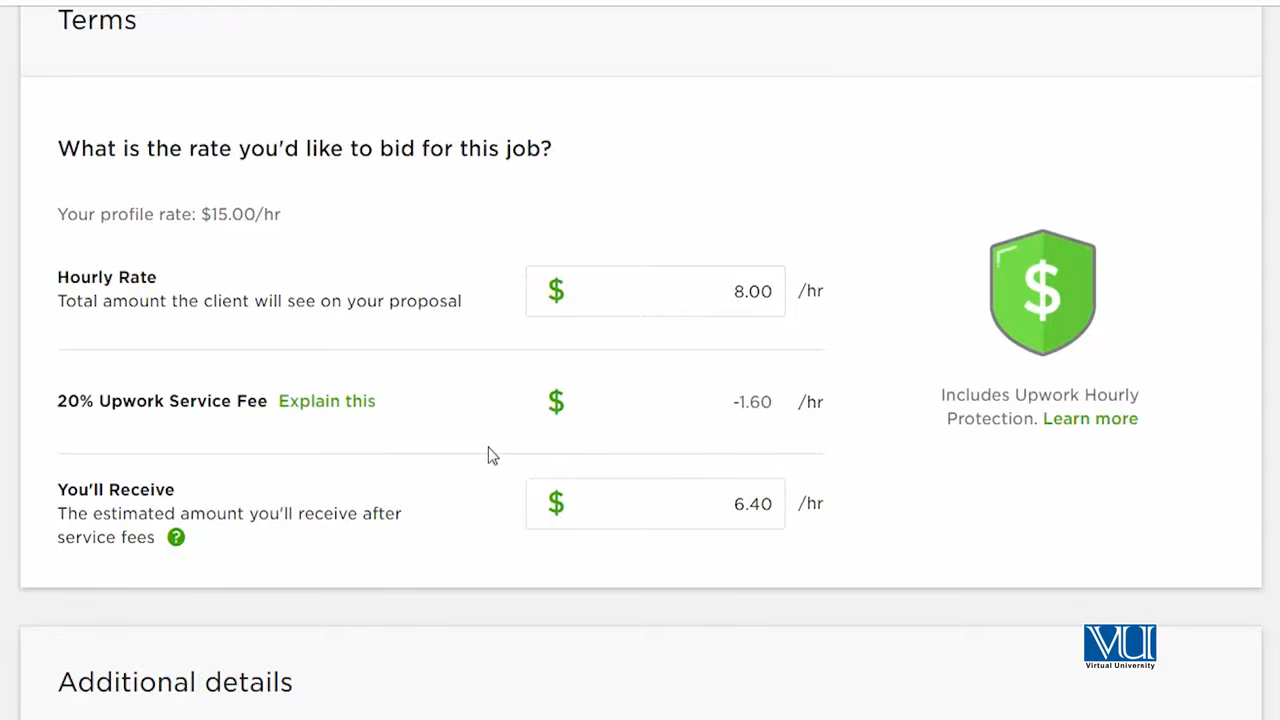 Terms
What is the rate you'd like to bid for this job?
Your profile rate: $15.00/hr
Hourly Rate
Total amount the client will see on your proposal
$ 8.00 /hr
20% Upwork Service Fee Explain this
$ -1.60 /hr
You'll Receive
The estimated amount you'll receive after
service fees ?
$ 6.40 /hr
$
Includes Upwork Hourly
Protection. Learn more
Additional details
VU
Virtual University